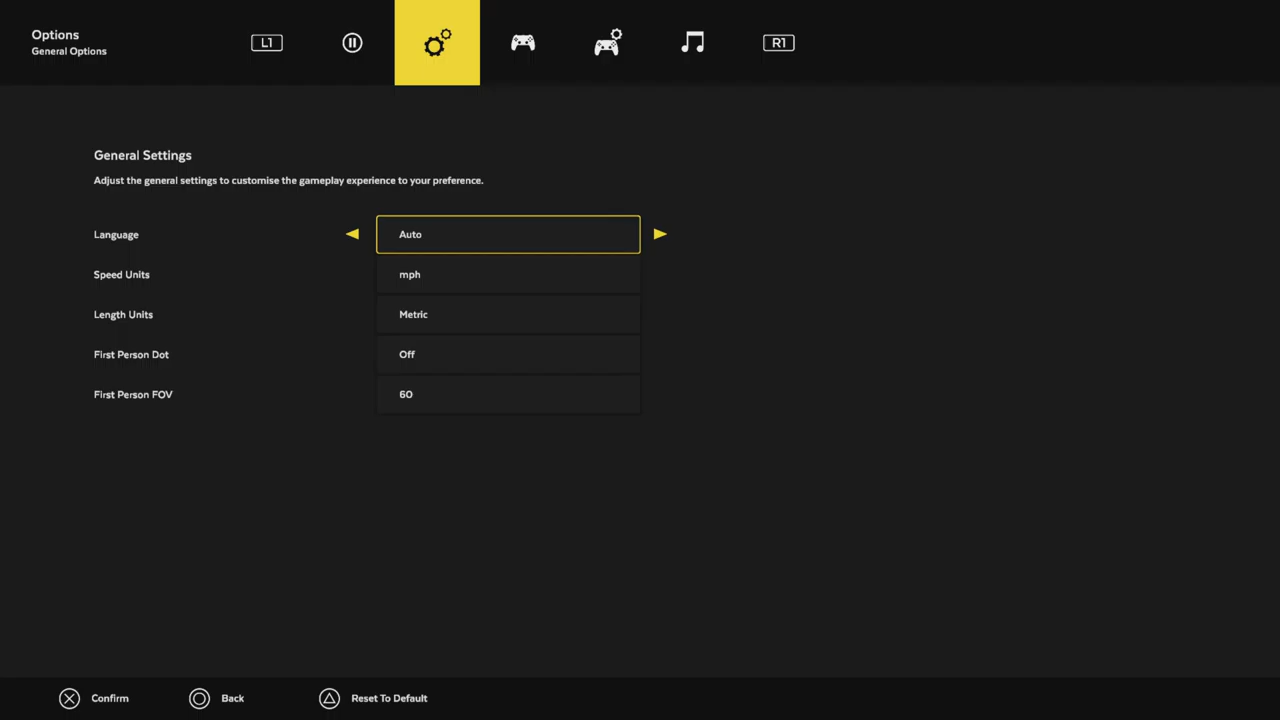 Options
General Options
L1
R1
General Settings
Adjust the general settings to customise the gameplay experience to your preference.
Language Auto
Speed Units mph
Length Units Metric
First Person Dot Off
First Person FOV 60
Confirm Back Reset To Default